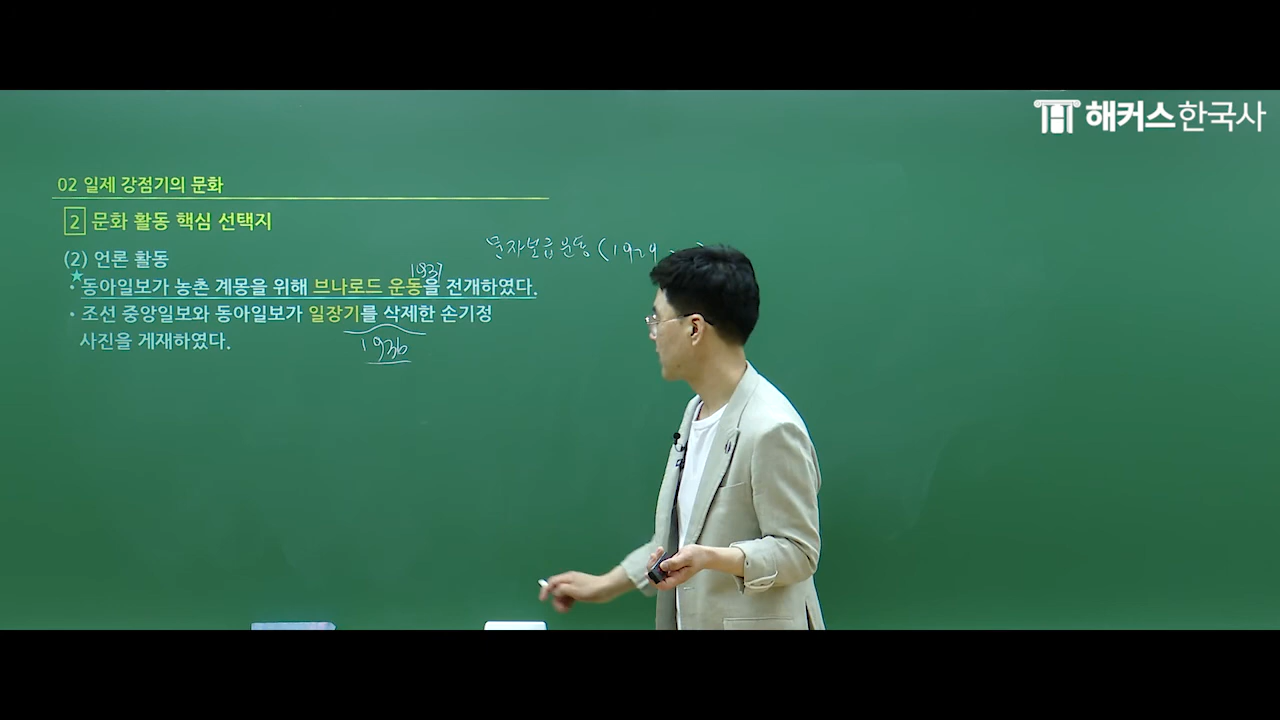 해커스한국사
02 일제 강점기의 문화
2 문화 활동 핵심 선택지
(2) 언론 활동
문자보급운동 (1929
1931
• 동아일보가 농촌 계몽을 위해 브나로드 운동을 전개하였다.
• 조선 중앙일보와 동아일보가 일장기를 삭제한 손기정
사진을 게재하였다.
1936